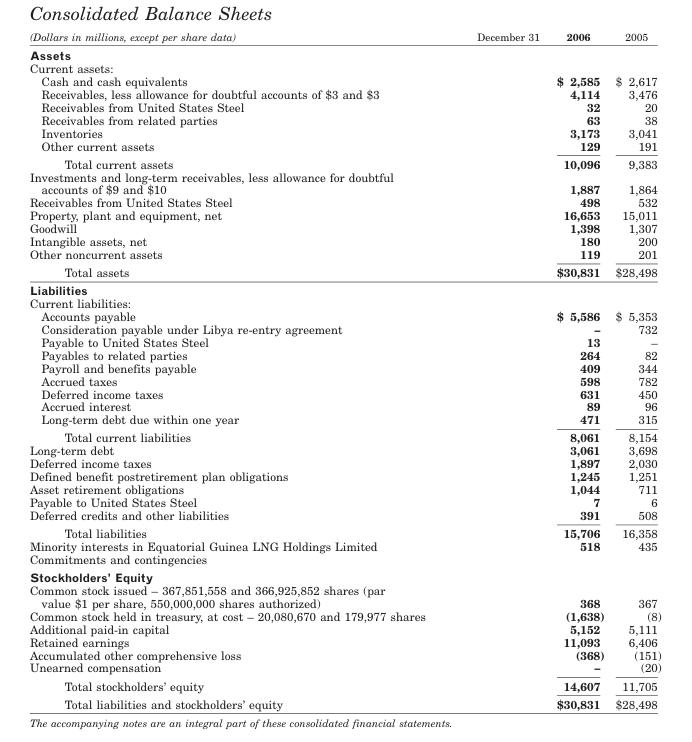 Consolidated Balance Sheets
(Dollars in millions, except per share data) December 31 2006 2005
Assets
Current assets:
Cash and cash equivalents $ 2,585 $ 2,617
Receivables, less allowance for doubtful accounts of $3 and $3 4,114 3,476
Receivables from United States Steel 32 20
Receivables from related parties 63 38
Inventories 3,173 3,041
Other current assets 129 191
Total current assets 10,096 9,383
Investments and long-term receivables, less allowance for doubtful
accounts of $9 and $10 1,887 1,864
Receivables from United States Steel 498 532
Property, plant and equipment, net 16,653 15,011
Goodwill 1,398 1,307
Intangible assets, net 180 200
Other noncurrent assets 119 201
Total assets $30,831 $28,498
Liabilities
Current liabilities:
Accounts payable $ 5,586 $ 5,353
Consideration payable under Libya re-entry agreement – 732
Payable to United States Steel 13 –
Payables to related parties 264 82
Payroll and benefits payable 409 344
Accrued taxes 598 782
Deferred income taxes 631 450
Accrued interest 89 96
Long-term debt due within one year 471 315
Total current liabilities 8,061 8,154
Long-term debt 3,061 3,698
Deferred income taxes 1,897 2,030
Defined benefit postretirement plan obligations 1,245 1,251
Asset retirement obligations 1,044 711
Payable to United States Steel 7 6
Deferred credits and other liabilities 391 508
Total liabilities 15,706 16,358
Minority interests in Equatorial Guinea LNG Holdings Limited 518 435
Commitments and contingencies
Stockholders' Equity
Common stock issued – 367,851,558 and 366,925,852 shares (par
value $1 per share, 550,000,000 shares authorized) 368 367
Common stock held in treasury, at cost – 20,080,670 and 179,977 shares (1,638) (8)
Additional paid-in capital 5,152 5,111
Retained earnings 11,093 6,406
Accumulated other comprehensive loss (368) (151)
Unearned compensation – (20)
Total stockholders' equity 14,607 11,705
Total liabilities and stockholders' equity $30,831 $28,498
The accompanying notes are an integral part of these consolidated financial statements.